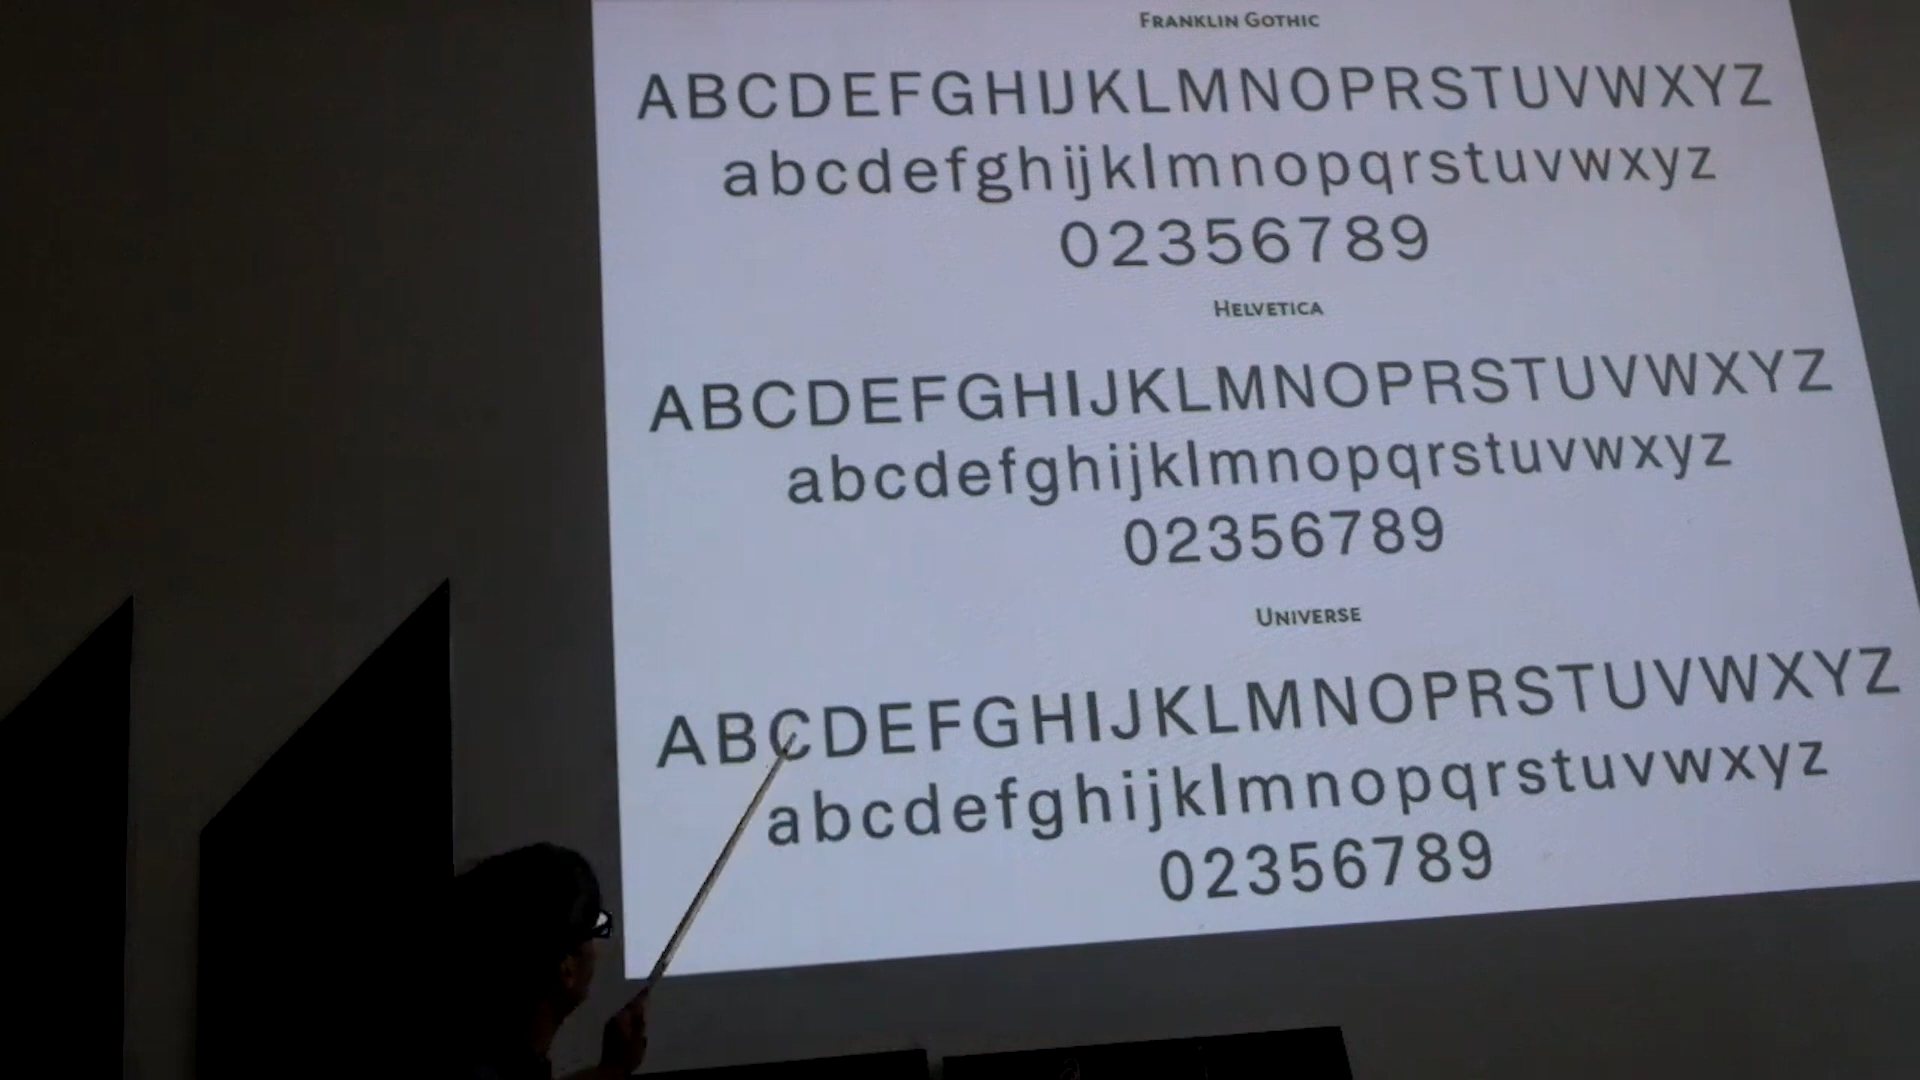 FRANKLIN GOTHIC
ABCDEFGHIJKLMNOPRSTUVWXYZ
abcdefghijklmnopqrstuvwxyz
02356789
HELVETICA
ABCDEFGHIJKLMNOPRSTUVWXYZ
abcdefghijklmnopqrstuvwxyz
02356789
UNIVERSE
ABCDEFGHIJKLMNOPRSTUVWXYZ
abcdefghijklmnopqrstuvwxyz
02356789